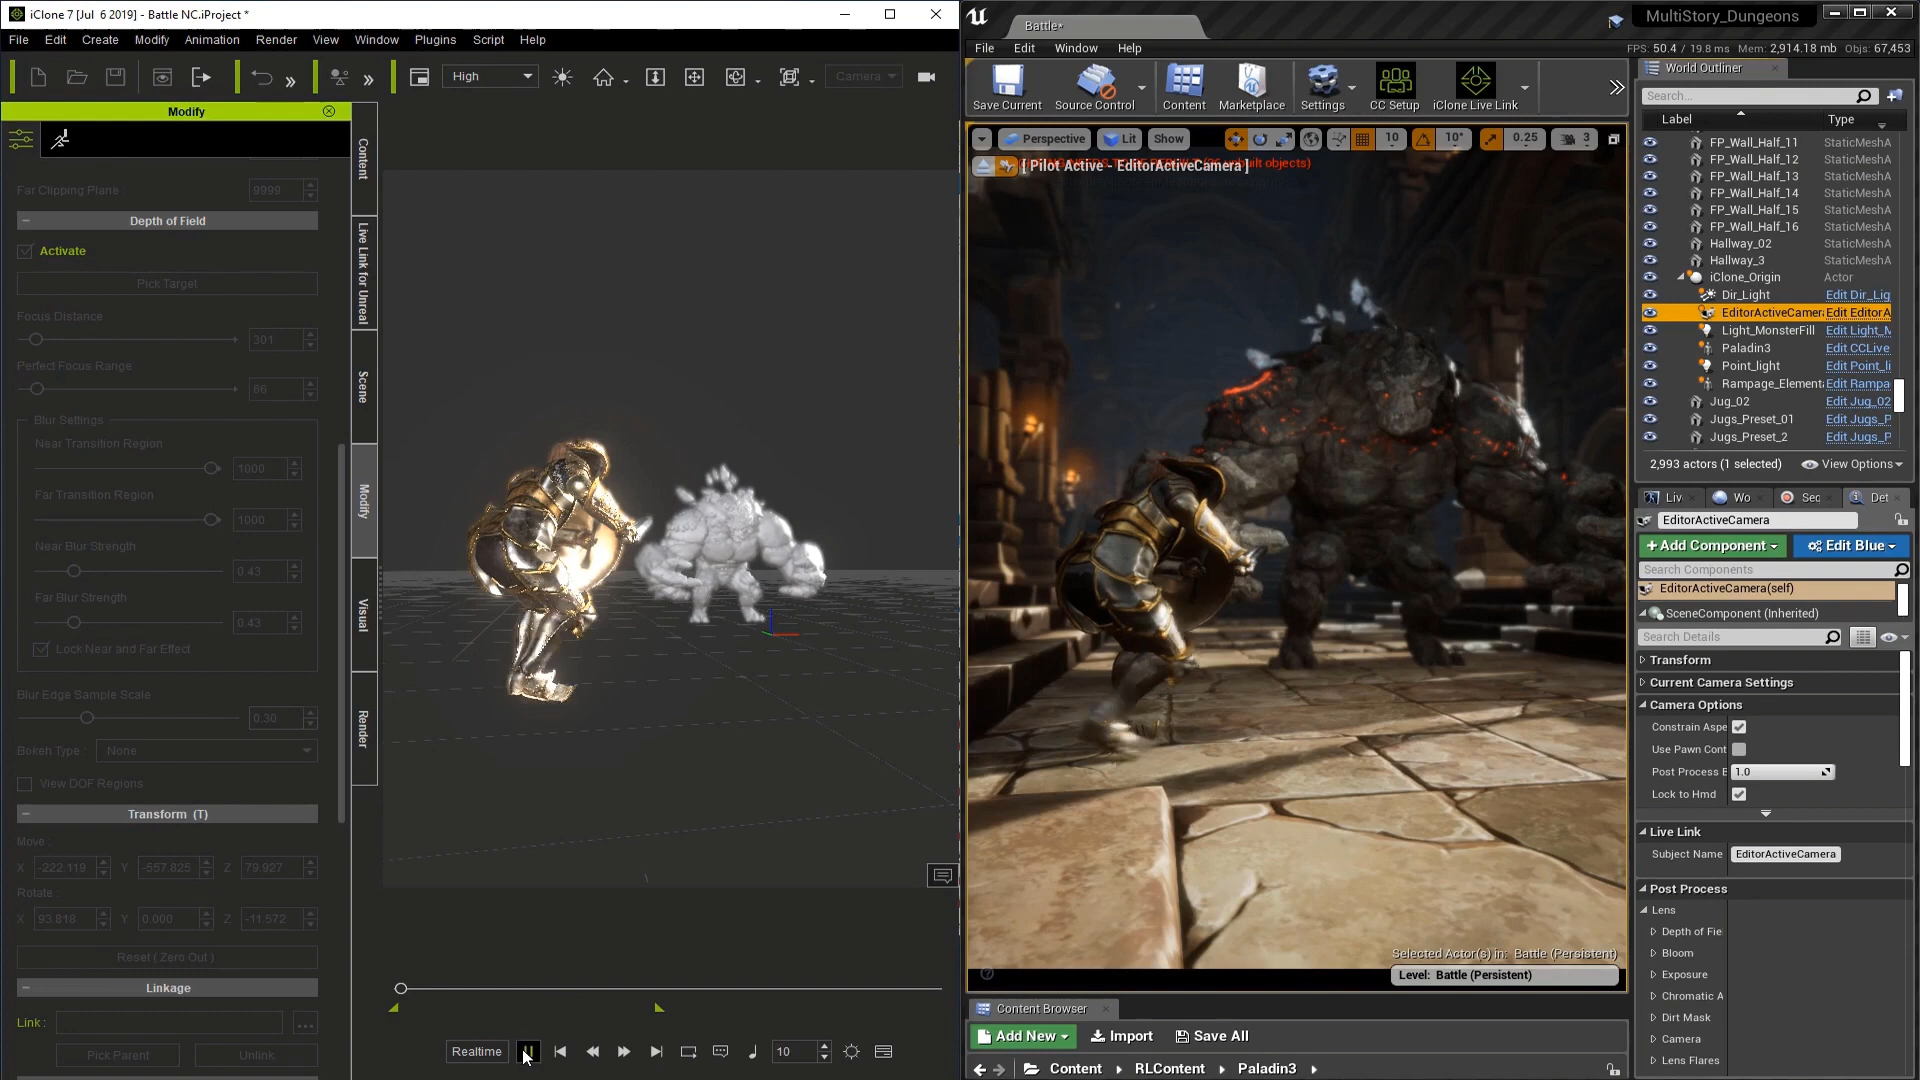 iClone 7 [Jul 6 2019] - Battle NC.iProject *
File Edit Create Modify Animation Render View Window Plugins Script Help
High
Camera
Modify
Far Clipping Plane : 9999
Depth of Field
Activate
Pick Target
Focus Distance
301
Perfect Focus Range
66
Blur Settings
Near Transition Region
1000
Far Transition Region
1000
Near Blur Strength
0.43
Far Blur Strength
0.43
Lock Near and Far Effect
Blur Edge Sample Scale
0.30
Bokeh Type : None
View DOF Regions
Transform (T)
Move :
X -222.119 Y -557.825 Z 79.927
Rotate
X 93.818 Y 0.000 Z -11.572
Reset ( Zero Out )
Linkage
Link :
Pick Parent Unlink
Content
Live Link for Unreal
Scene
Modify
Visual
Render
Realtime 10
Battle*
MultiStory_Dungeons
File Edit Window Help
FPS: 50.4 / 19.8 ms Mem: 2,914.18 mb Objs: 67,453
Save Current Source Control Content Marketplace Settings CC Setup iClone Live Link
Perspective Lit Show 10 10° 0.25 3
[ Pilot Active - EditorActiveCamera ]
Selected Actor(s) in: Battle (Persistent)
Level: Battle (Persistent)
Content Browser
Add New Import Save All
Content RLContent Paladin3
World Outliner
Search...
Label Type
FP_Wall_Half_11 StaticMeshA
FP_Wall_Half_12 StaticMeshA
FP_Wall_Half_13 StaticMeshA
FP_Wall_Half_14 StaticMeshA
FP_Wall_Half_15 StaticMeshA
FP_Wall_Half_16 StaticMeshA
Hallway_02 StaticMeshA
Hallway_3 StaticMeshA
iClone_Origin Actor
Dir_Light Edit Dir_Lig
EditorActiveCamer Edit EditorA
Light_MonsterFill Edit Light_M
Paladin3 Edit CCLive
Point_light Edit Point_li
Rampage_Element Edit Rampa
Jug_02 Edit Jug_02
Jugs_Preset_01 Edit Jugs_P
Jugs_Preset_2 Edit Jugs_P
2,993 actors (1 selected) View Options
Liv Wo Sec Det
EditorActiveCamera
+ Add Component Edit Blue
Search Components
EditorActiveCamera(self)
SceneComponent (Inherited)
Search Details
Transform
Current Camera Settings
Camera Options
Constrain Aspe
Use Pawn Cont
Post Process B 1.0
Lock to Hmd
Live Link
Subject Name EditorActiveCamera
Post Process
Lens
Depth of Fie
Bloom
Exposure
Chromatic A
Dirt Mask
Camera
Lens Flares